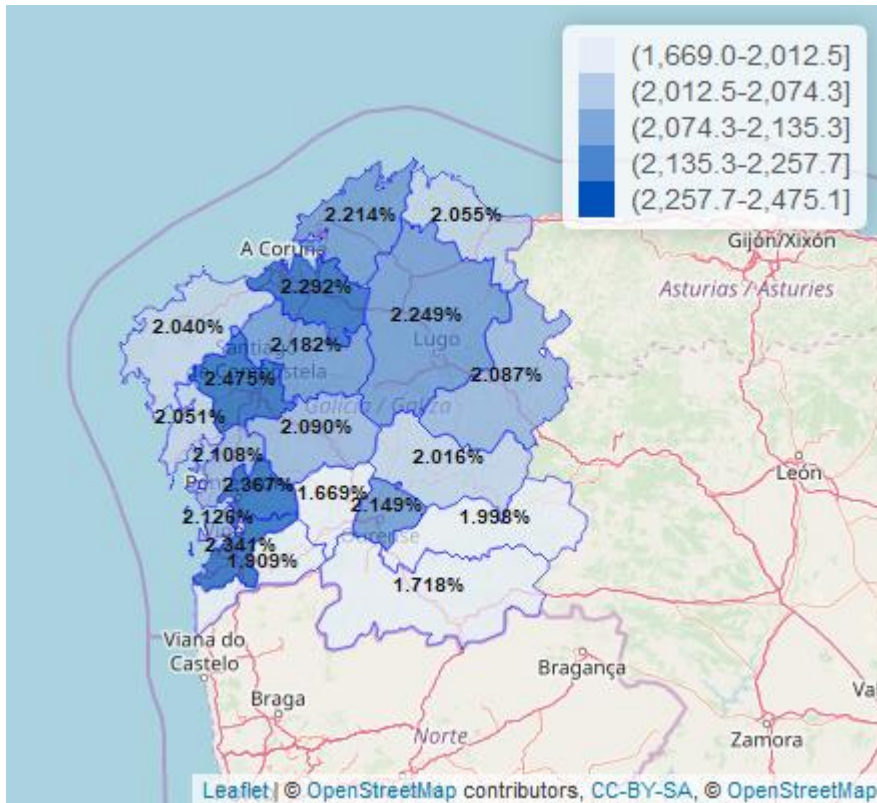 (1,669.0-2,012.5]
(2,012.5-2,074.3]
(2,074.3-2,135.3]
(2,135.3-2,257.7]
(2,257.7-2,475.1]
2.214%
2.055%
A Coruña
Gijón/Xixón
2.292%
Asturias / Asturies
2.249%
2.040%
2.182%
Lugo
Santiago
de Compostela
2.475%
2.087%
2.051%
Galicia / Galiza
2.090%
2.108%
2.016%
León
2.367%
1.669%
2.149%
2.126%
1.998%
Ourense
2.341%
1.909%
1.718%
Viana do
Castelo
Bragança
Braga
Norte
Zamora
Leaflet | © OpenStreetMap contributors, CC-BY-SA, © OpenStreetMap